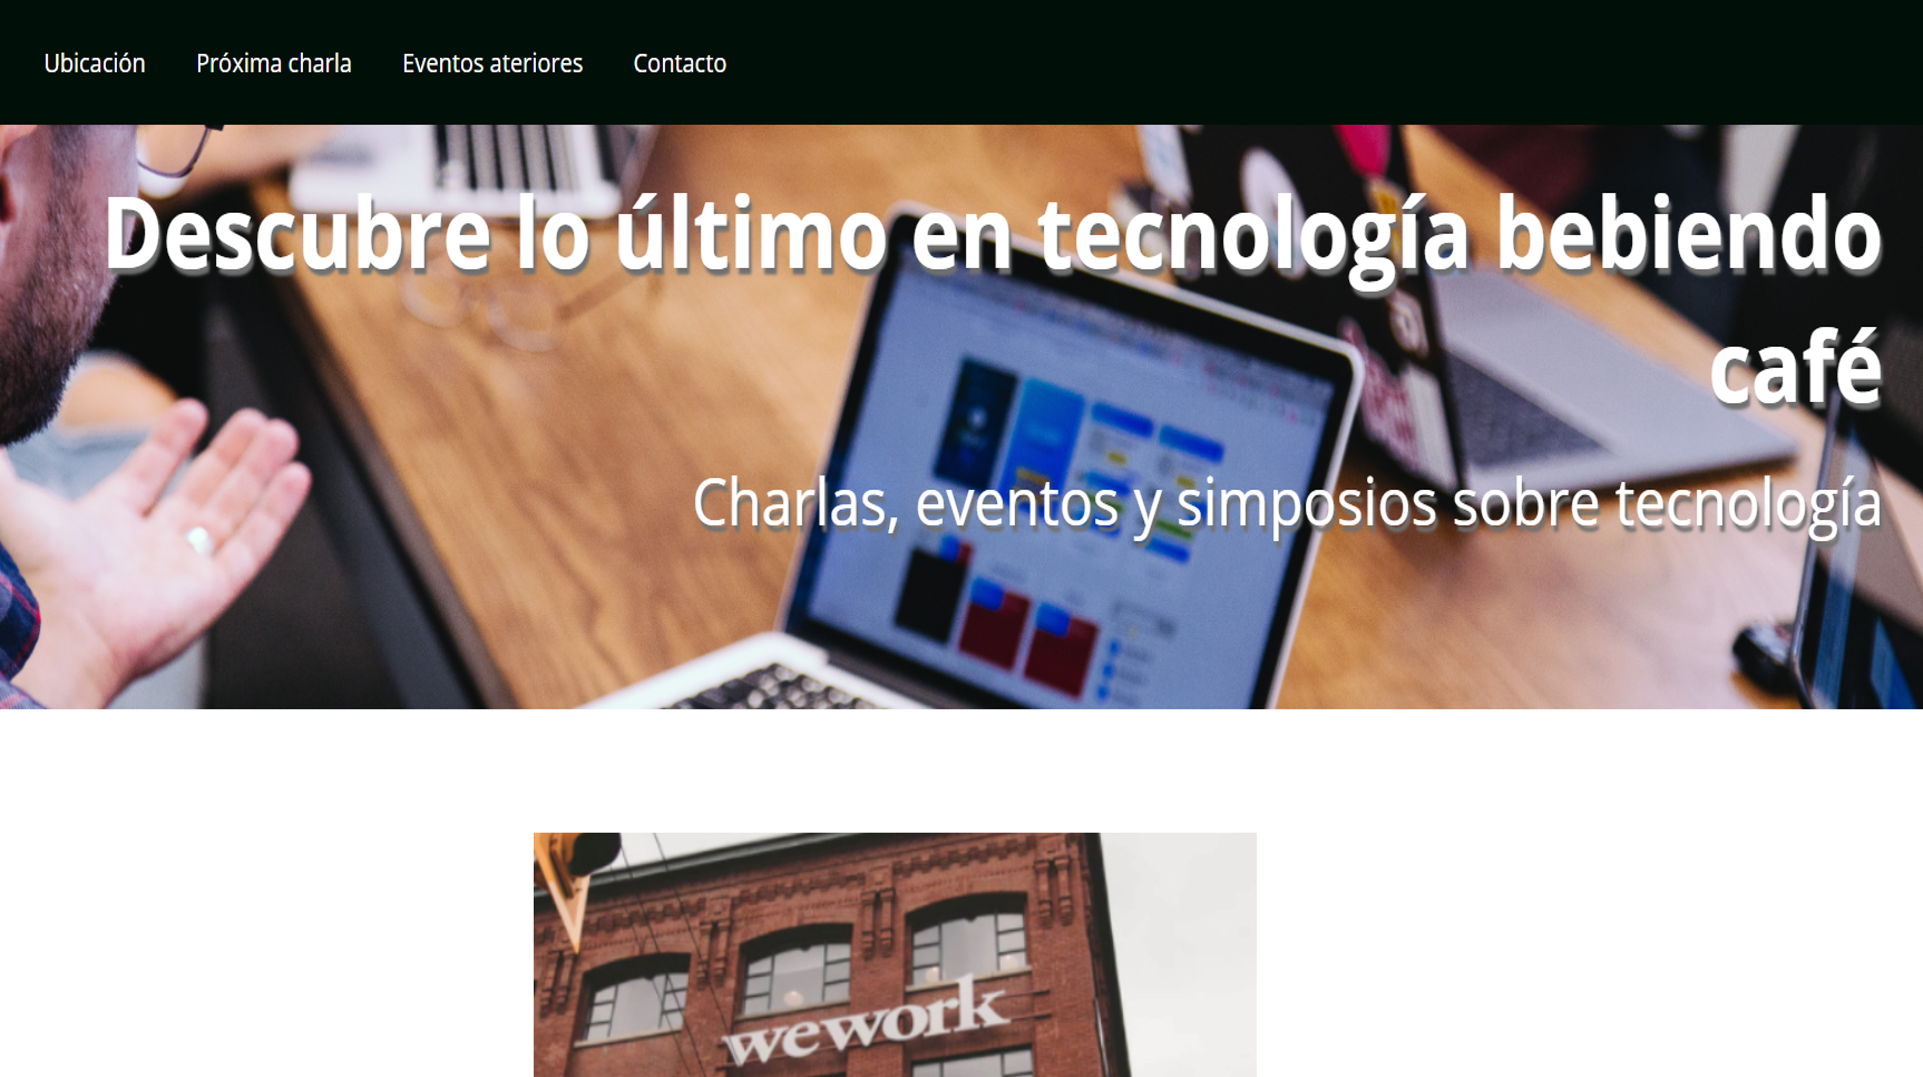 Ubicación Próxima charla Eventos ateriores Contacto
Descubre lo último en tecnología bebiendo
café
Charlas, eventos y simposios sobre tecnología
wework